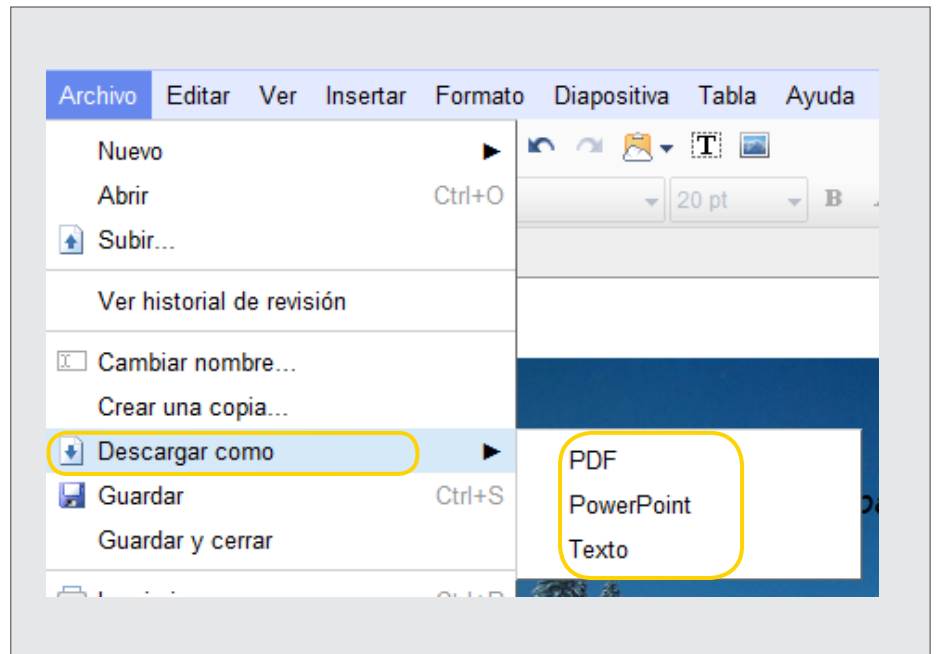 Archivo Editar Ver Insertar Formato Diapositiva Tabla Ayuda
Nuevo
Abrir Ctrl+O
20 pt B
Subir...
Ver historial de revisión
Cambiar nombre...
Crear una copia...
Descargar como
PDF
Guardar Ctrl+S
PowerPoint
Guardar y cerrar
Texto